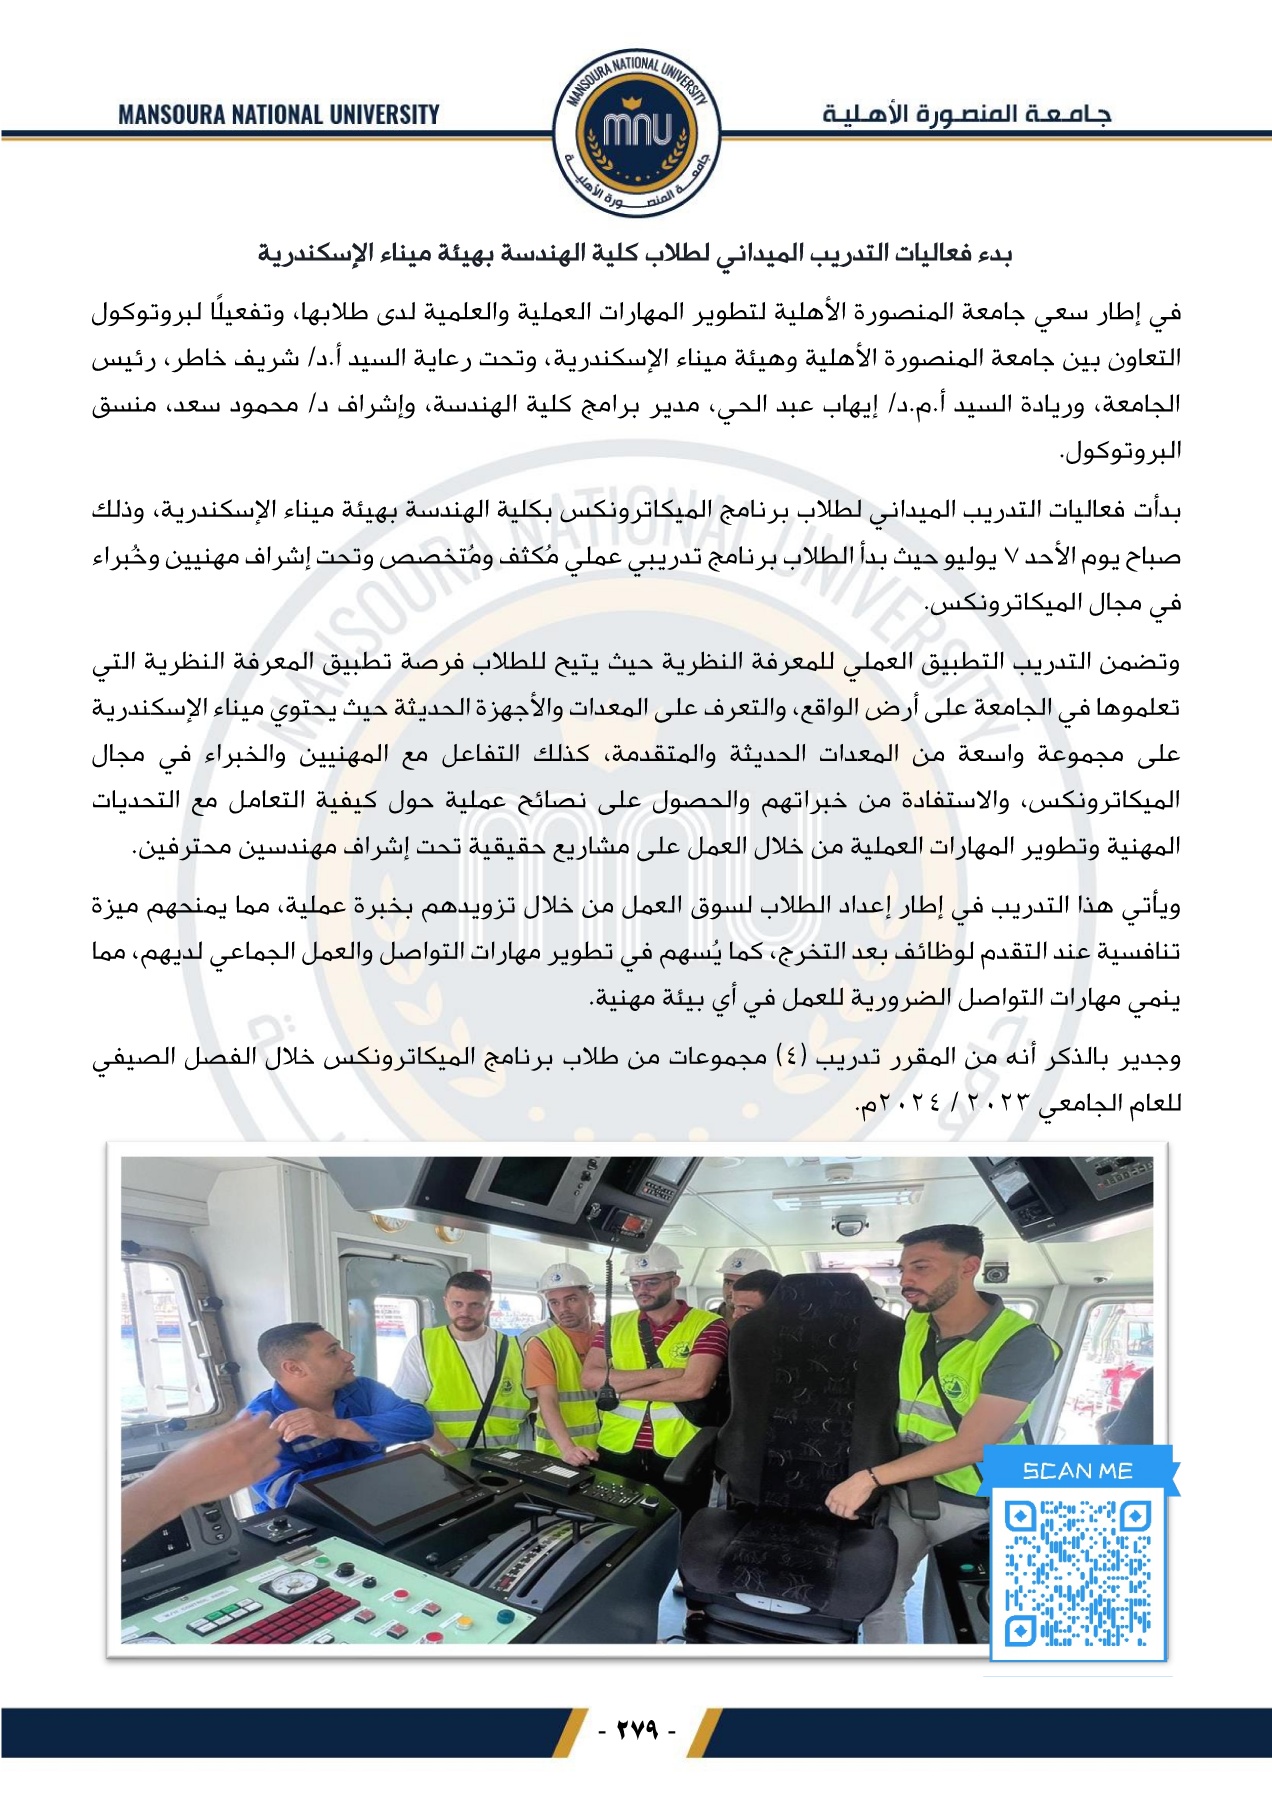 MANSOURA NATIONAL UNIVERSITY
جامعة المنصورة الأهلية
MANSOURA NATIONAL UNIVERSITY
mnu
جامعة المنصورة الأهلية
بدء فعاليات التدريب الميداني لطلاب كلية الهندسة بهيئة ميناء الإسكندرية
في إطار سعي جامعة المنصورة الأهلية لتطوير المهارات العملية والعلمية لدى طلابها، وتفعيلًا لبروتوكول
التعاون بين جامعة المنصورة الأهلية وهيئة ميناء الإسكندرية، وتحت رعاية السيد أ.د/ شريف خاطر، رئيس
الجامعة، وريادة السيد أ.م.د/ إيهاب عبد الحي، مدير برامج كلية الهندسة، وإشراف د/ محمود سعد، منسق
البروتوكول.
بدأت فعاليات التدريب الميداني لطلاب برنامج الميكاترونكس بكلية الهندسة بهيئة ميناء الإسكندرية، وذلك
صباح يوم الأحد ٧ يوليو حيث بدأ الطلاب برنامج تدريبي عملي مُكثف ومُتخصص وتحت إشراف مهنيين وخُبراء
في مجال الميكاترونكس.
وتضمن التدريب التطبيق العملي للمعرفة النظرية حيث يتيح للطلاب فرصة تطبيق المعرفة النظرية التي
تعلموها في الجامعة على أرض الواقع، والتعرف على المعدات والأجهزة الحديثة حيث يحتوي ميناء الإسكندرية
على مجموعة واسعة من المعدات الحديثة والمتقدمة، كذلك التفاعل مع المهنيين والخبراء في مجال
الميكاترونكس، والاستفادة من خبراتهم والحصول على نصائح عملية حول كيفية التعامل مع التحديات
المهنية وتطوير المهارات العملية من خلال العمل على مشاريع حقيقية تحت إشراف مهندسين محترفين.
ويأتي هذا التدريب في إطار إعداد الطلاب لسوق العمل من خلال تزويدهم بخبرة عملية، مما يمنحهم ميزة
تنافسية عند التقدم لوظائف بعد التخرج، كما يُسهم في تطوير مهارات التواصل والعمل الجماعي لديهم، مما
ينمي مهارات التواصل الضرورية للعمل في أي بيئة مهنية.
وجدير بالذكر أنه من المقرر تدريب (٤) مجموعات من طلاب برنامج الميكاترونكس خلال الفصل الصيفي
للعام الجامعي ٢٠٢٣ / ٢٠٢٤م.
SCAN ME
- ٢٧٩ -